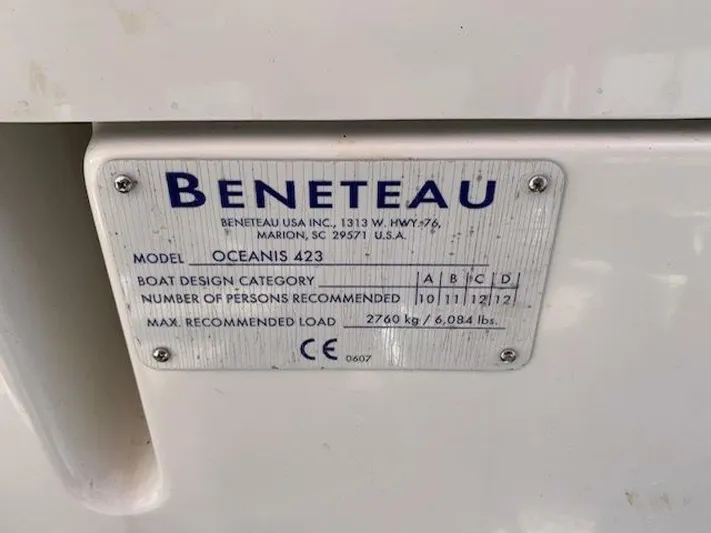 BENETEAU
BENETEAU USA INC., 1313 W. HWY. 76,
MARION, SC 29571 U.S.A.
MODEL OCEANIS 423
BOAT DESIGN CATEGORY A B C D
NUMBER OF PERSONS RECOMMENDED 10 11 12 12
MAX. RECOMMENDED LOAD 2760 kg / 6,084 lbs.
CE 0607